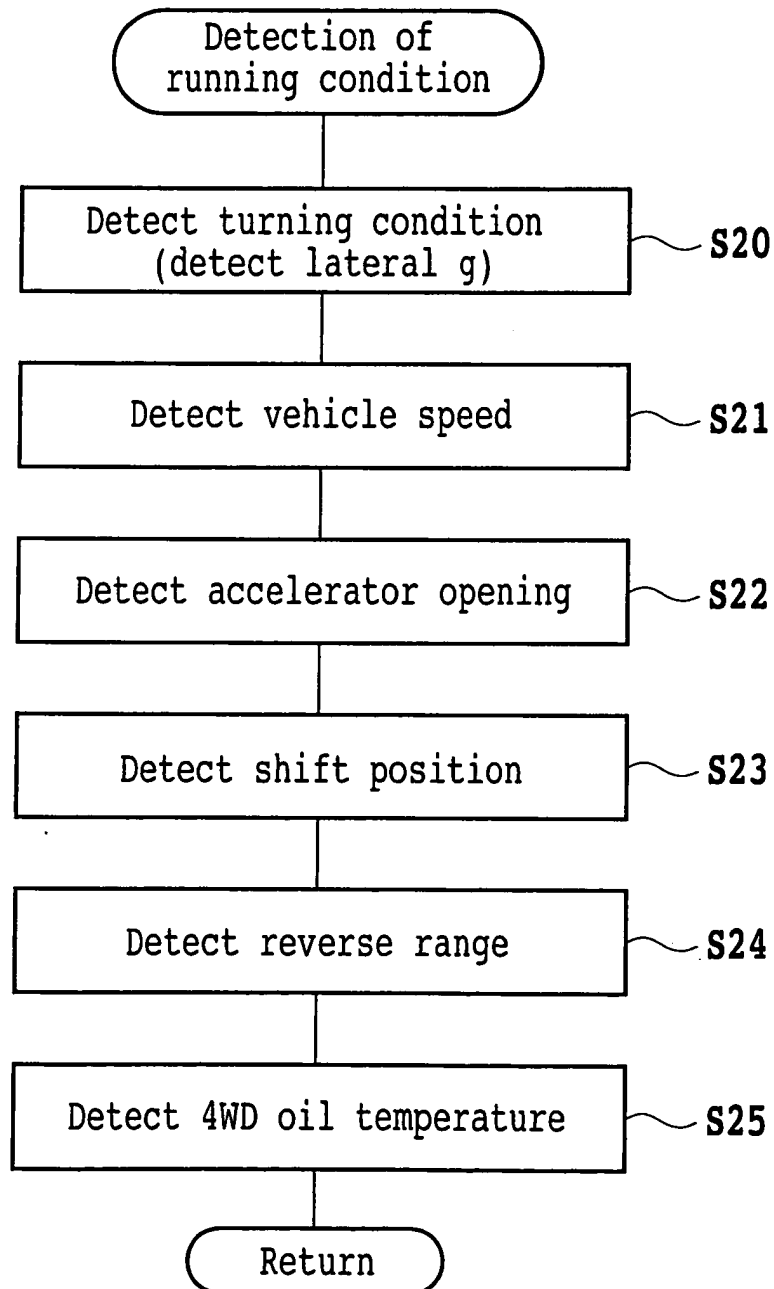 Detection of
running condition
Detect turning condition
(detect lateral g)
S20
Detect vehicle speed
S21
Detect accelerator opening
S22
Detect shift position
S23
Detect reverse range
S24
Detect 4WD oil temperature
S25
Return